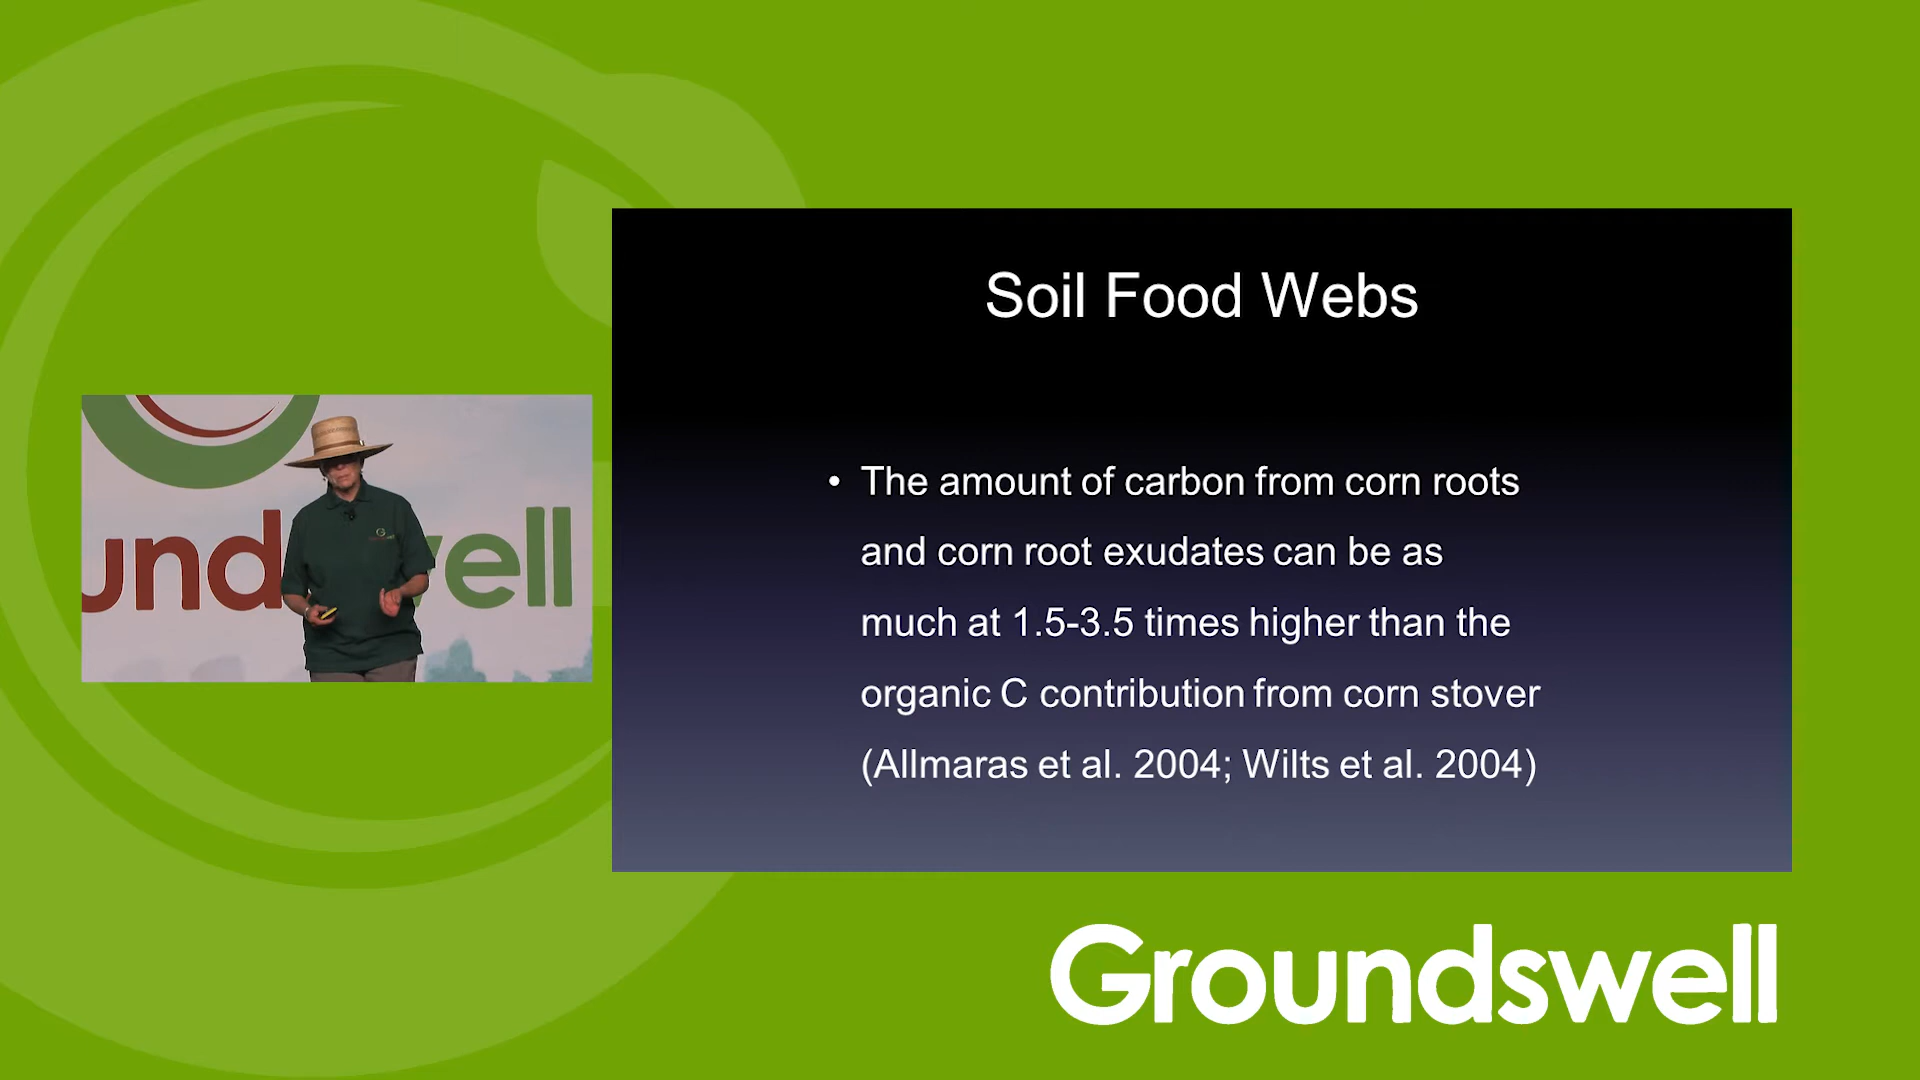 Soil Food Webs
• The amount of carbon from corn roots
and corn root exudates can be as
much at 1.5-3.5 times higher than the
organic C contribution from corn stover
(Allmaras et al. 2004; Wilts et al. 2004)
und well
Groundswell